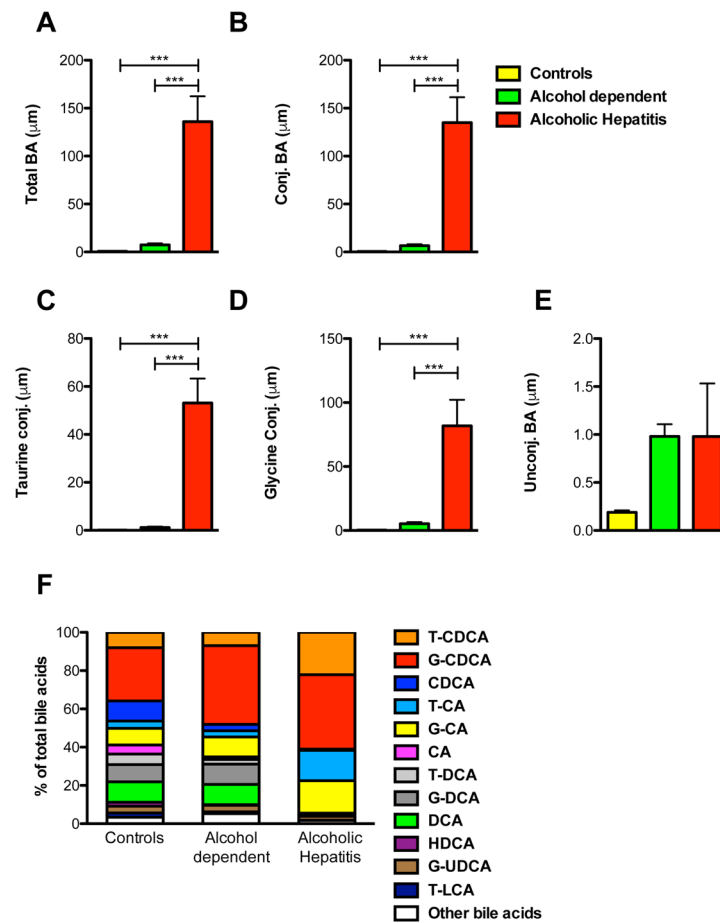 A
B
Total BA (μm)
200
150
100
50
0
***
***
Conj. BA (μm)
200
150
100
50
0
***
***
Controls
Alcohol dependent
Alcoholic Hepatitis
C
D
E
Taurine conj. (μm)
80
60
40
20
0
***
***
Glycine Conj. (μm)
150
100
50
0
***
***
Unconj. BA (μm)
2.0
1.5
1.0
0.5
0.0
F
% of total bile acids
100
80
60
40
20
0
Controls
Alcohol
dependent
Alcoholic
Hepatitis
T-CDCA
G-CDCA
CDCA
T-CA
G-CA
CA
T-DCA
G-DCA
DCA
HDCA
G-UDCA
T-LCA
Other bile acids